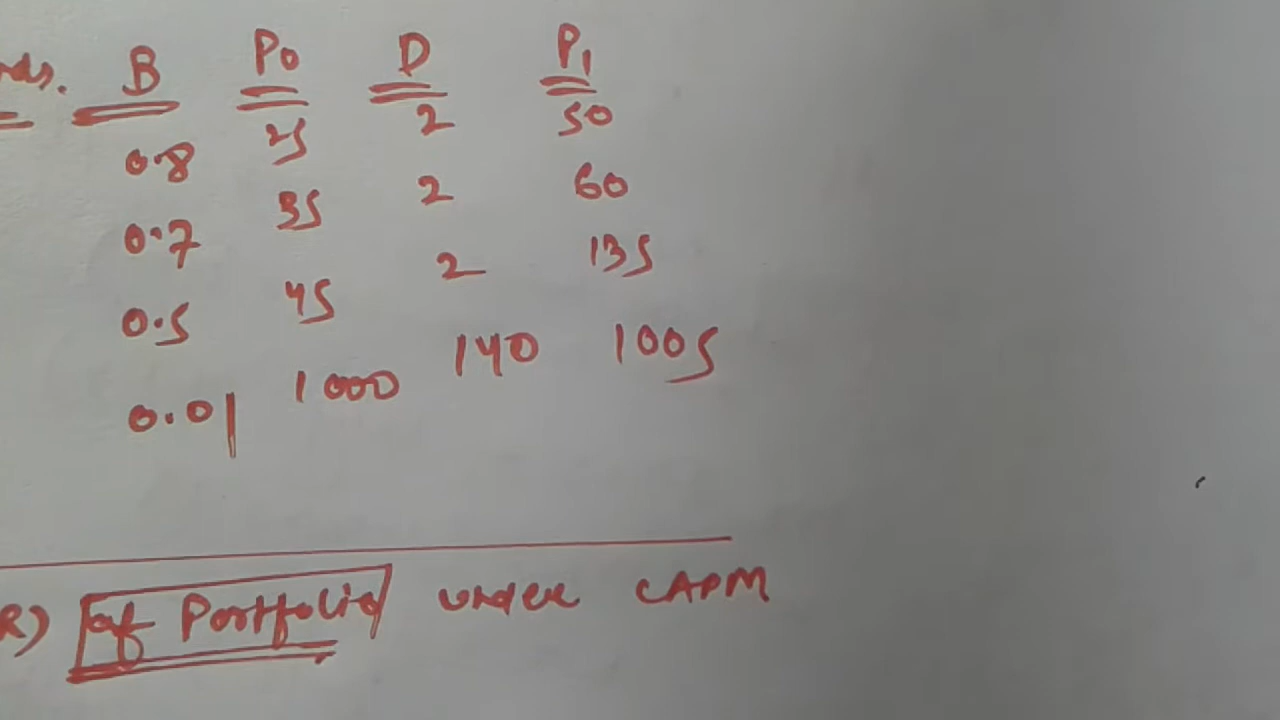 B P0 D P1
0.8 25 2 50
0.7 35 2 60
0.5 45 2 135
0.01 1000 140 1005
R) of Portfolio under CAPM